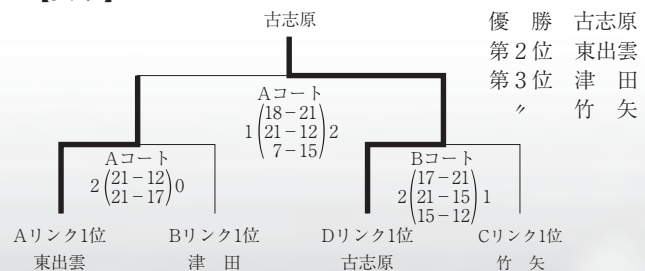 古志原
優　勝　古志原
第2位　東出雲
第3位　津　田
〃　竹　矢
Aコート
1(18-21 21-12 7-15)2
Aコート
2(21-12 21-17)0
Bコート
2(17-21 21-15 15-12)1
Aリンク1位
Bリンク1位
Dリンク1位
Cリンク1位
東出雲
津　田
古志原
竹　矢